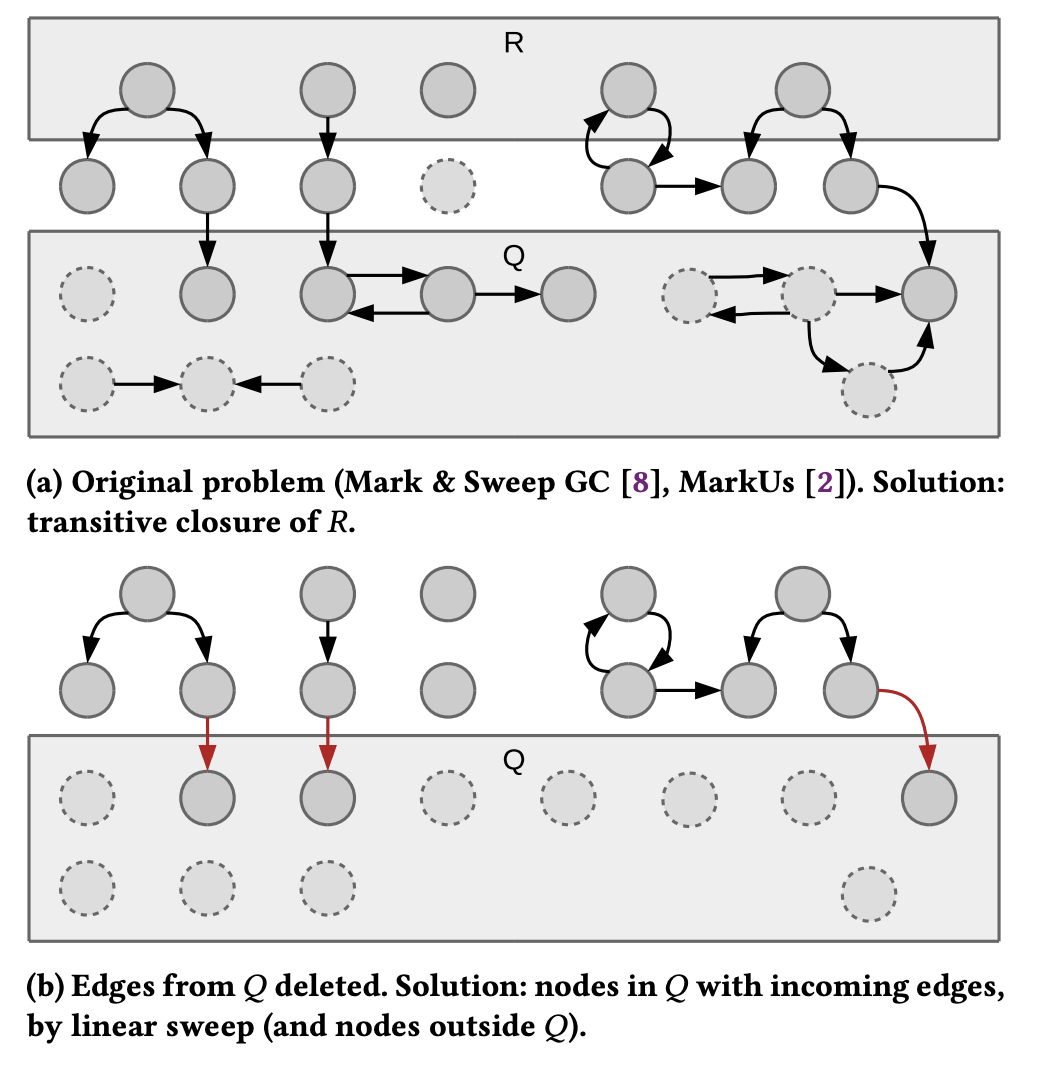 R
Q
(a) Original problem (Mark & Sweep GC [8], MarkUs [2]). Solution:
transitive closure of R.
Q
(b) Edges from Q deleted. Solution: nodes in Q with incoming edges,
by linear sweep (and nodes outside Q).